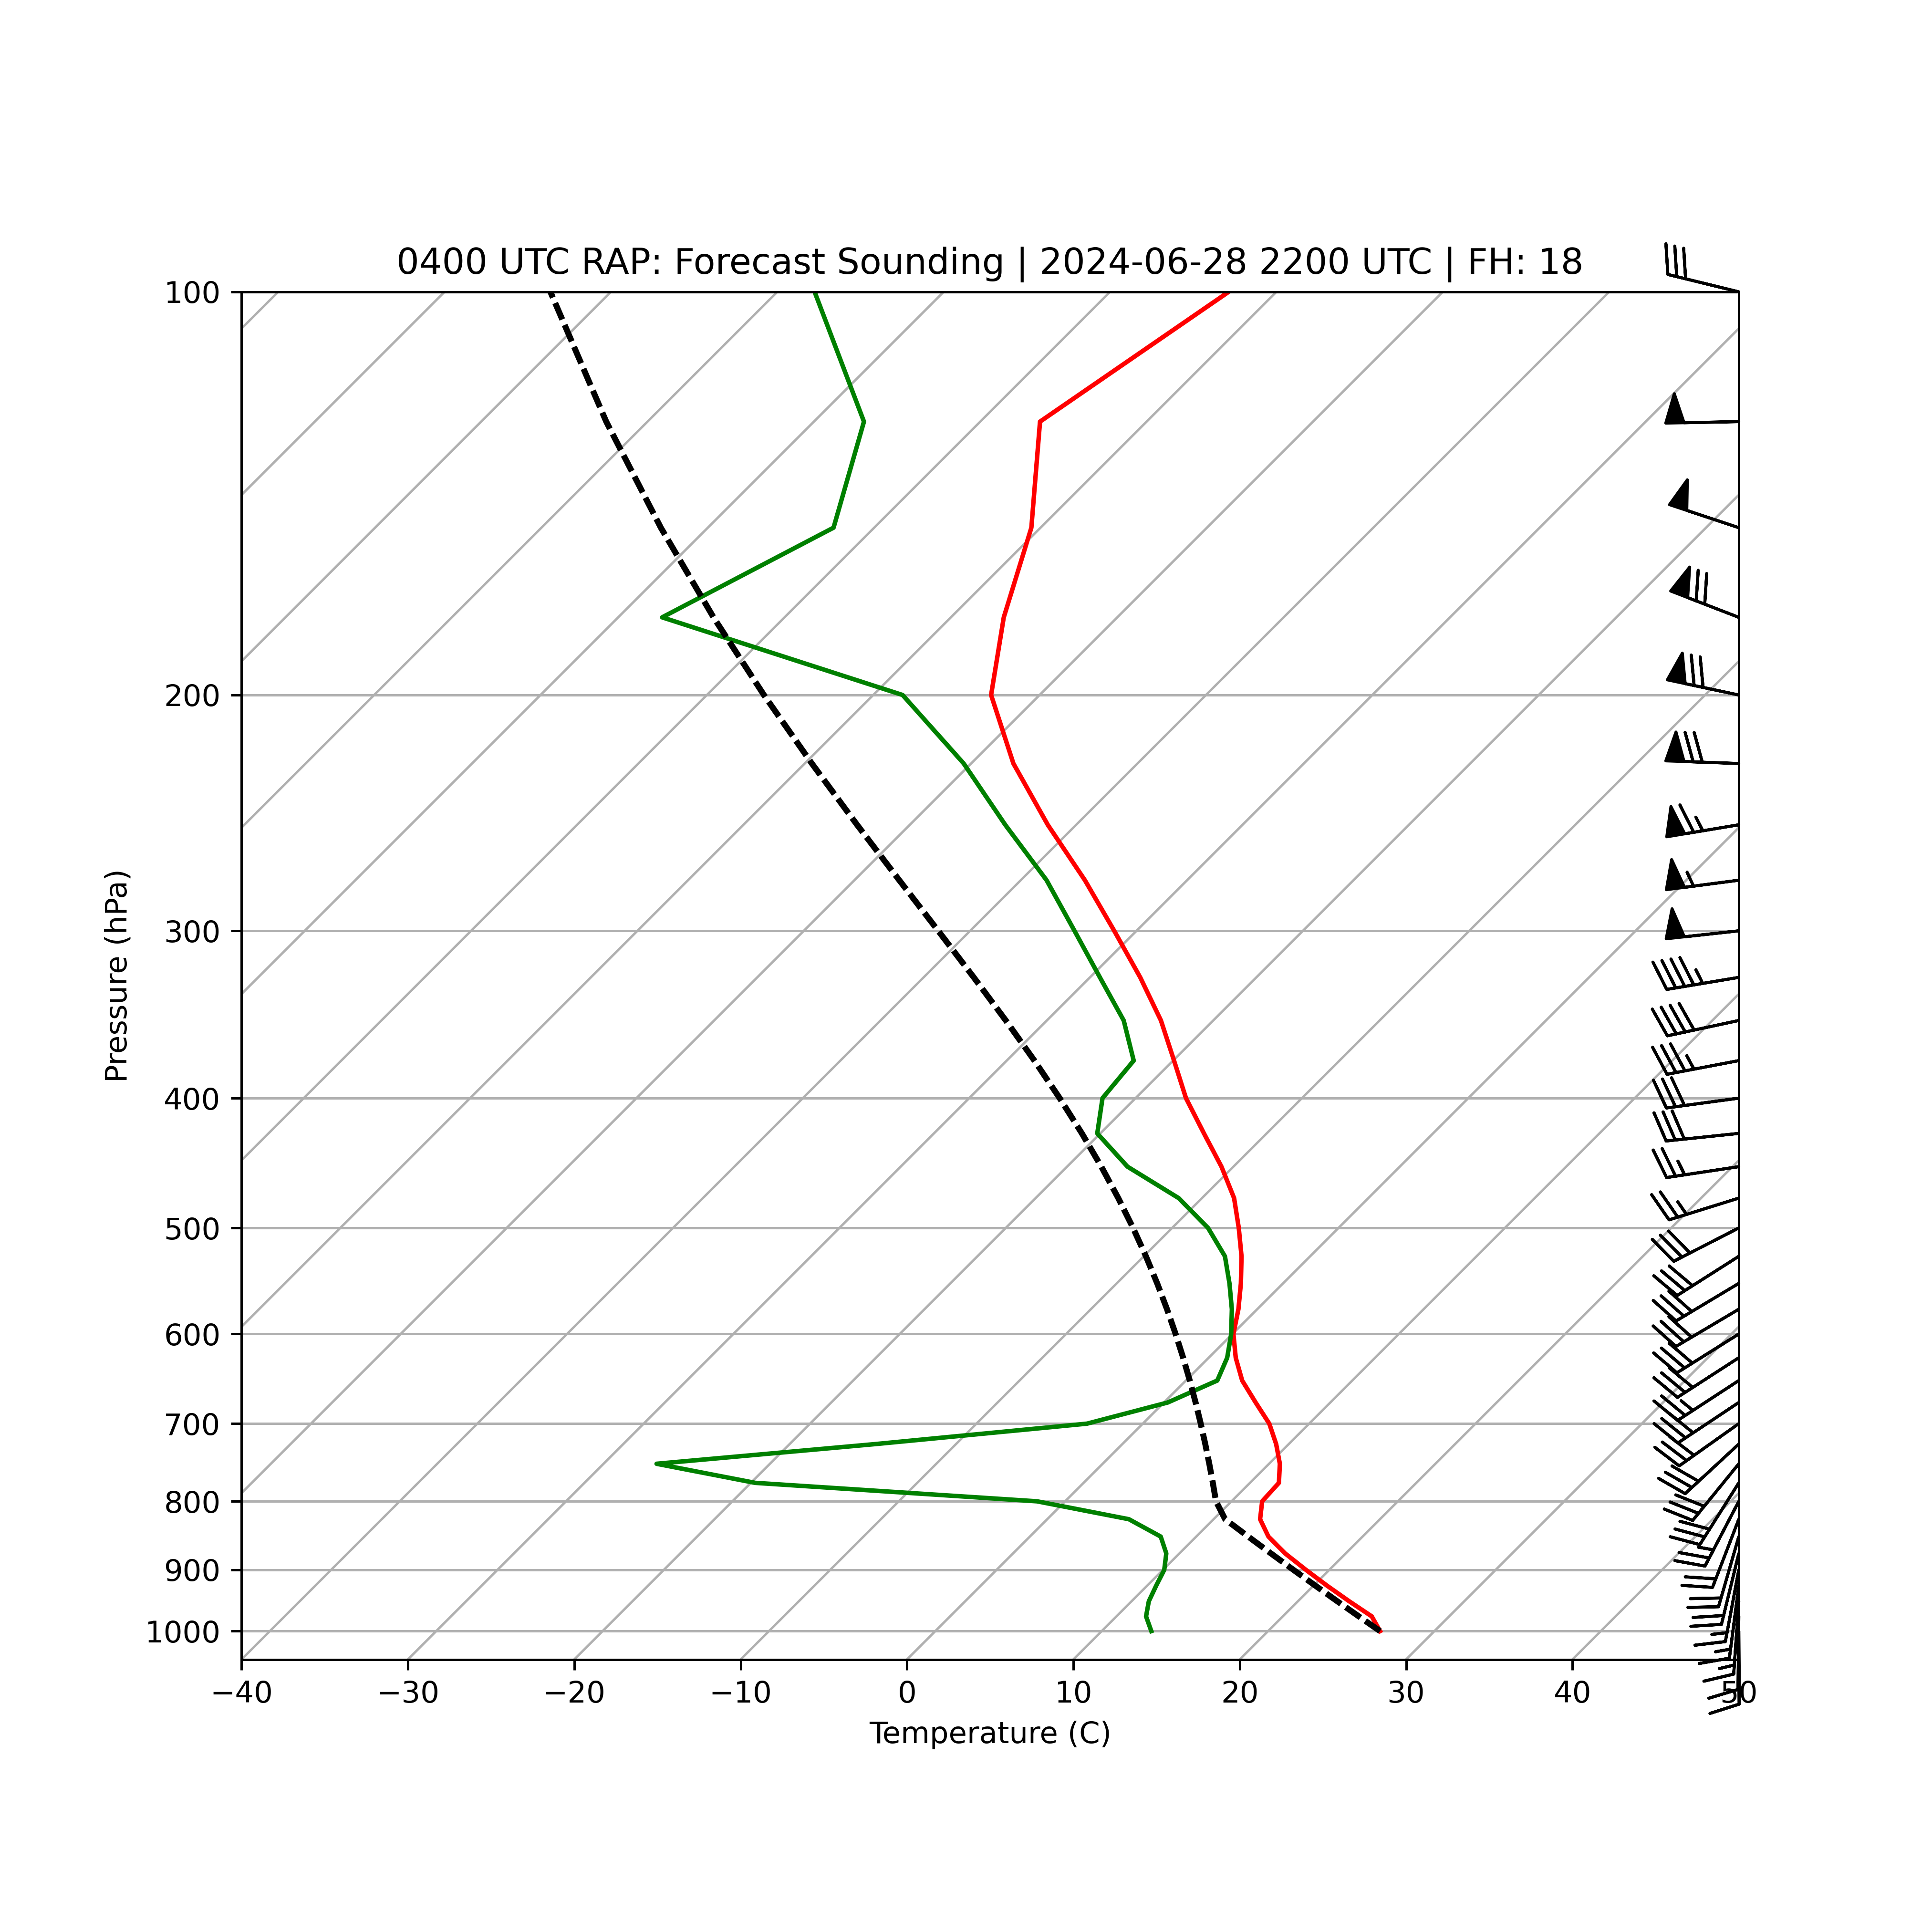 0400 UTC RAP: Forecast Sounding | 2024-06-28 2200 UTC | FH: 18
100
200
300
400
500
600
700
800
900
1000
Pressure (hPa)
−40 −30 −20 −10 0 10 20 30 40 50
Temperature (C)